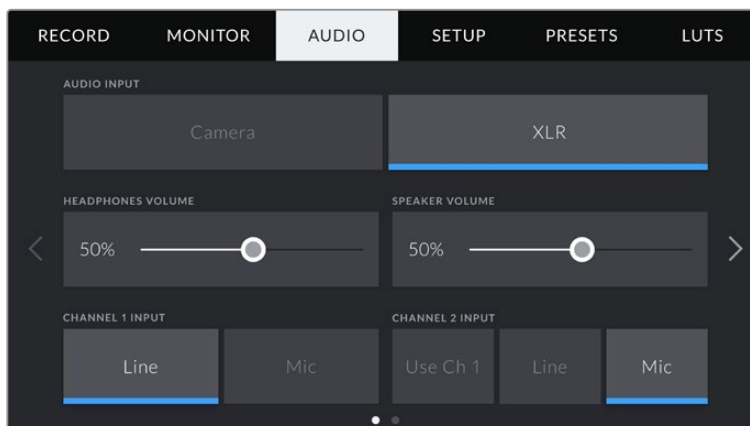 RECORD MONITOR AUDIO SETUP PRESETS LUTS
AUDIO INPUT
Camera XLR
HEADPHONES VOLUME SPEAKER VOLUME
50% 50%
CHANNEL 1 INPUT CHANNEL 2 INPUT
Line Mic Use Ch 1 Line Mic